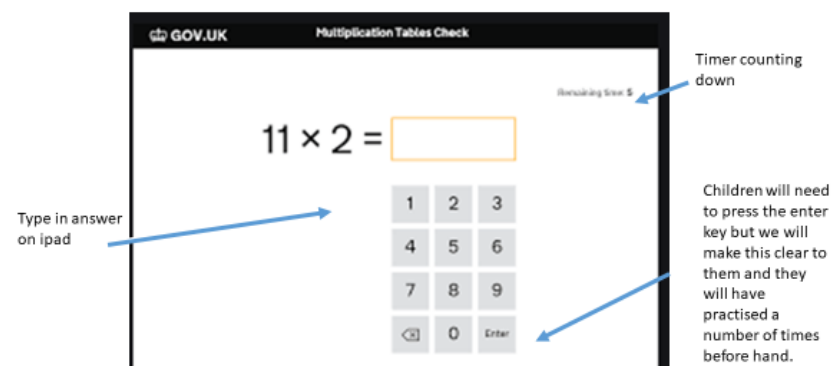 GOV.UK Multiplication Tables Check
Timer counting
down
Remaining time: 5
11 × 2 =
Type in answer
on ipad
1 2 3
4 5 6
7 8 9
0 Enter
Children will need
to press the enter
key but we will
make this clear to
them and they
will have
practised a
number of times
before hand.